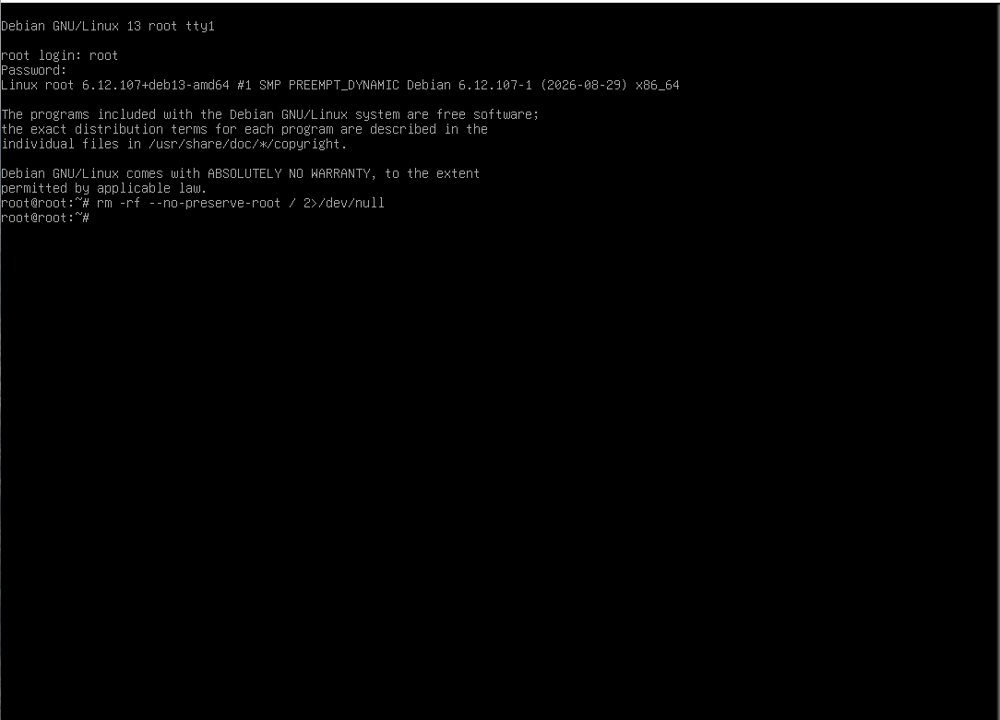 Debian GNU/Linux 13 root tty1
root login: root
Password:
Linux root 6.12.107+deb13-amd64 #1 SMP PREEMPT_DYNAMIC Debian 6.12.107-1 (2026-08-29) x86_64
The programs included with the Debian GNU/Linux system are free software;
the exact distribution terms for each program are described in the
individual files in /usr/share/doc/*/copyright.
Debian GNU/Linux comes with ABSOLUTELY NO WARRANTY, to the extent
permitted by applicable law.
root@root:~# rm -rf --no-preserve-root / 2>/dev/null
root@root:~#